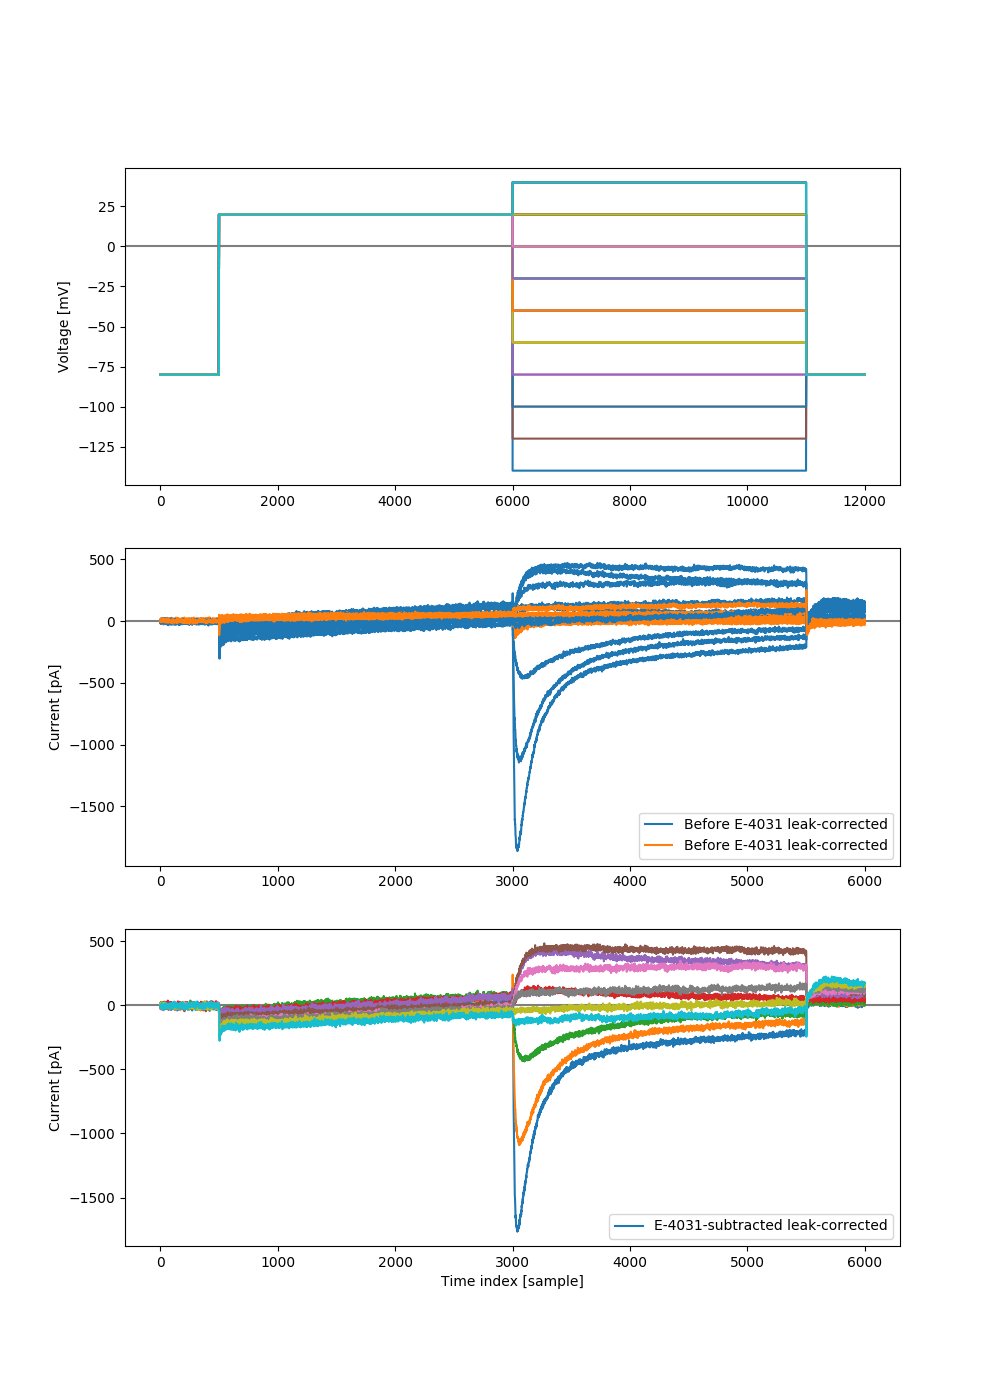 25
0
−25
−50
−75
−100
−125
Voltage [mV]
0 2000 4000 6000 8000 10000 12000
500
0
−500
−1000
−1500
Current [pA]
Before E-4031 leak-corrected
Before E-4031 leak-corrected
0 1000 2000 3000 4000 5000 6000
500
0
−500
−1000
−1500
Current [pA]
E-4031-subtracted leak-corrected
0 1000 2000 3000 4000 5000 6000
Time index [sample]